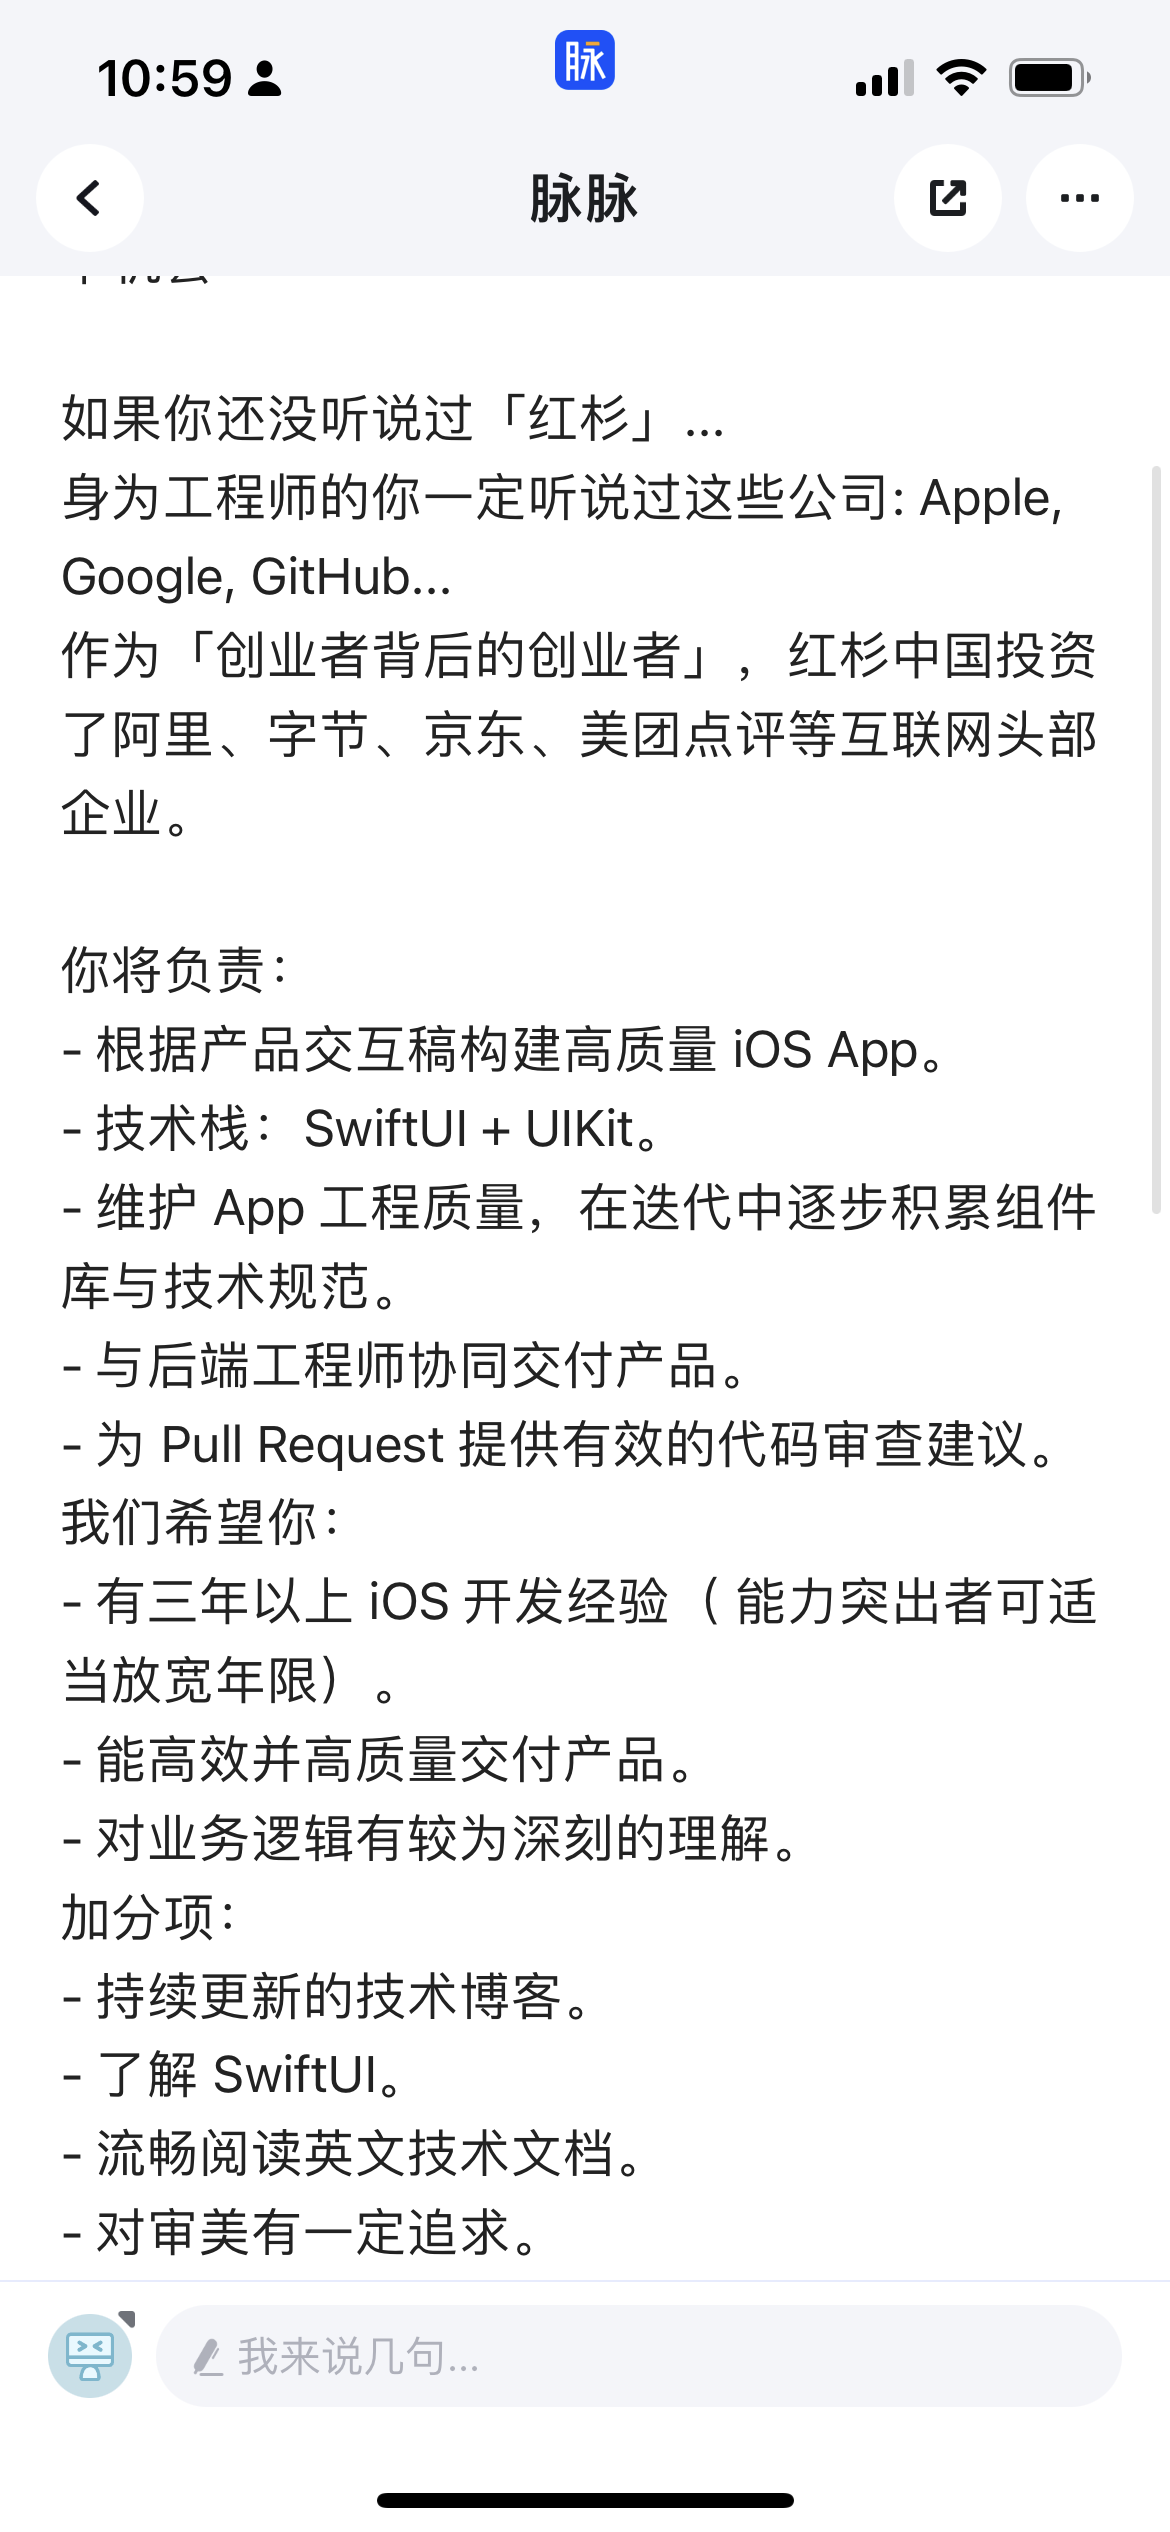 10:59
脉
脉脉
如果你还没听说过「红杉」...
身为工程师的你一定听说过这些公司: Apple,
Google, GitHub...
作为「创业者背后的创业者」，红杉中国投资
了阿里、字节、京东、美团点评等互联网头部
企业。
你将负责：
- 根据产品交互稿构建高质量 iOS App。
- 技术栈：SwiftUI + UIKit。
- 维护 App 工程质量，在迭代中逐步积累组件
库与技术规范。
- 与后端工程师协同交付产品。
- 为 Pull Request 提供有效的代码审查建议。
我们希望你：
- 有三年以上 iOS 开发经验（ 能力突出者可适
当放宽年限）。
- 能高效并高质量交付产品。
- 对业务逻辑有较为深刻的理解。
加分项：
- 持续更新的技术博客。
- 了解 SwiftUI。
- 流畅阅读英文技术文档。
- 对审美有一定追求。
我来说几句...